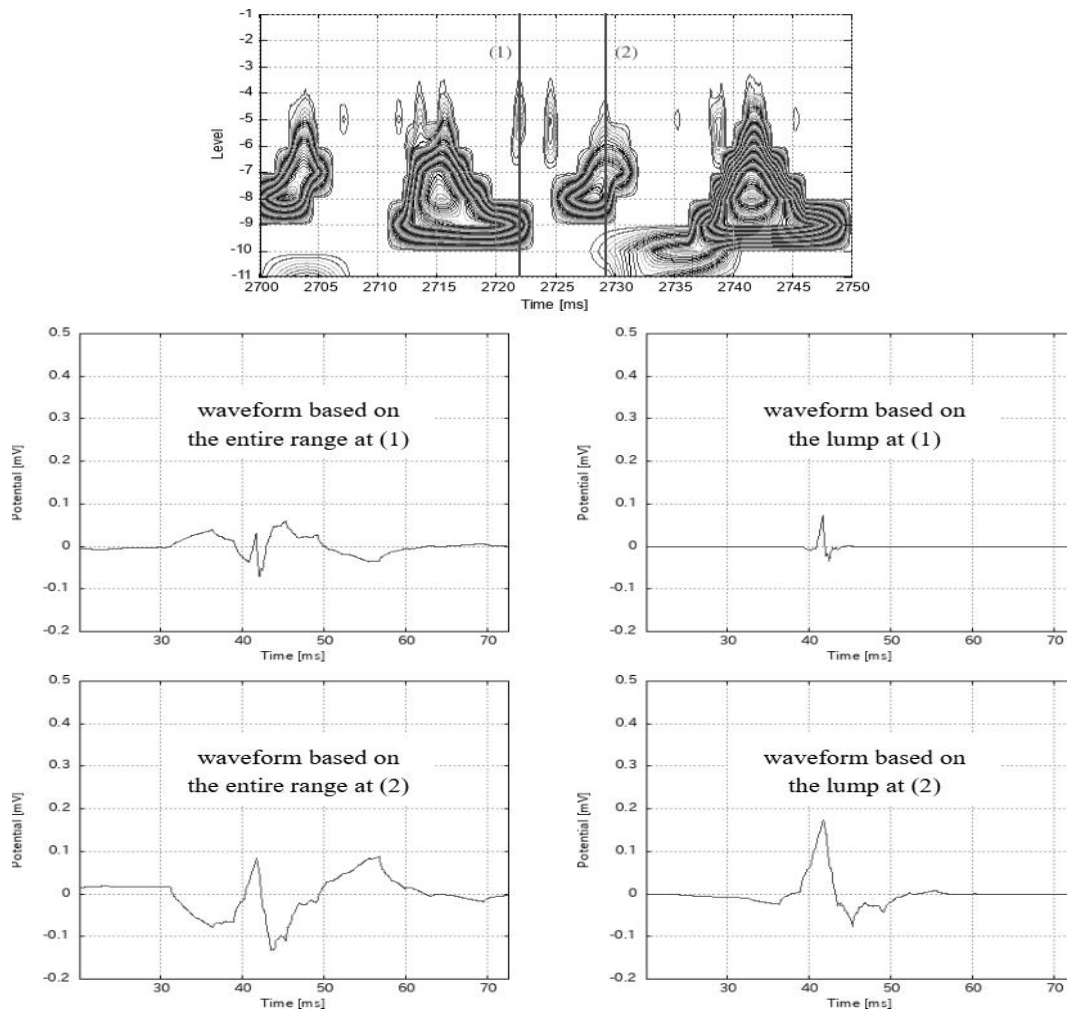 -1
-2
-3
(1) (2)
-4
-5
-6
-7
-8
-9
-10
-11
Level
2700 2705 2710 2715 2720 2725 2730 2735 2740 2745 2750
Time [ms]
0.5
0.4
0.3
0.2
0.1
0
-0.1
-0.2
Potential [mV]
waveform based on
the entire range at (1)
30 40 50 60 70
Time [ms]
0.5
0.4
0.3
0.2
0.1
0
-0.1
-0.2
Potential [mV]
waveform based on
the lump at (1)
30 40 50 60 70
Time [ms]
0.5
0.4
0.3
0.2
0.1
0
-0.1
-0.2
Potential [mV]
waveform based on
the entire range at (2)
30 40 50 60 70
Time [ms]
0.5
0.4
0.3
0.2
0.1
0
-0.1
-0.2
Potential [mV]
waveform based on
the lump at (2)
30 40 50 60 70
Time [ms]